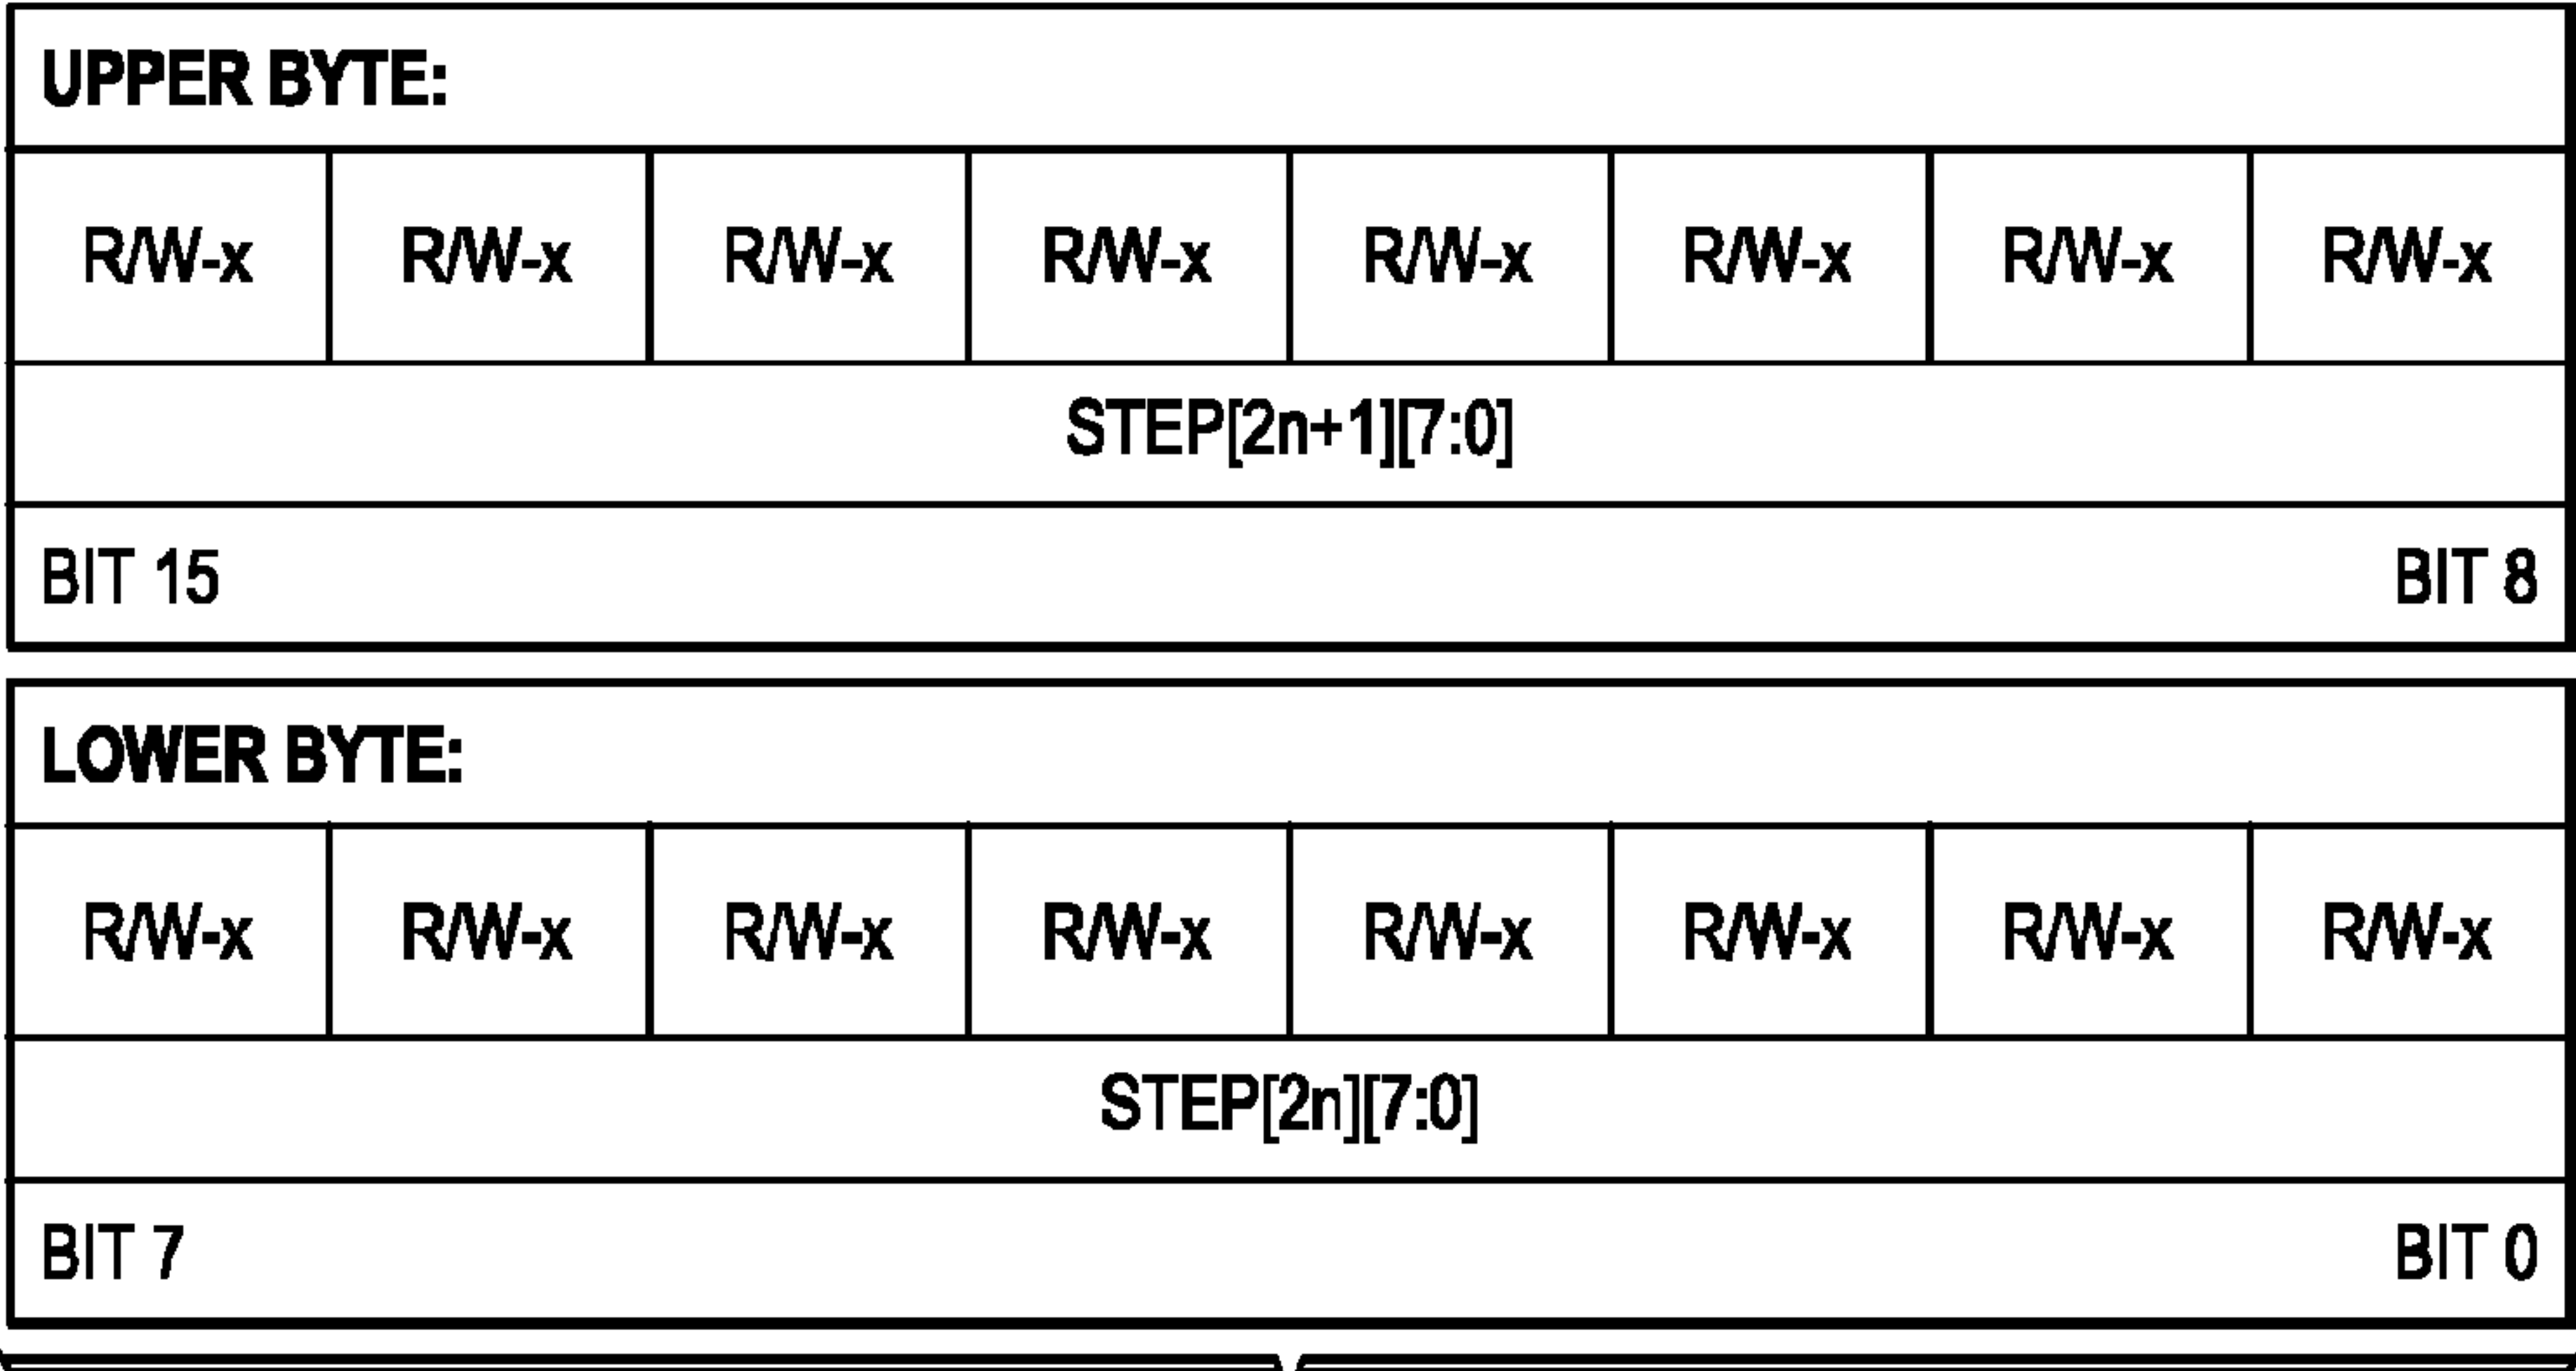 UPPER BYTE:
R/W-x R/W-x R/W-x R/W-x R/W-x R/W-x R/W-x R/W-x
STEP[2n+1][7:0]
BIT 15 BIT 8
LOWER BYTE:
R/W-x R/W-x R/W-x R/W-x R/W-x R/W-x R/W-x R/W-x
STEP[2n][7:0]
BIT 7 BIT 0